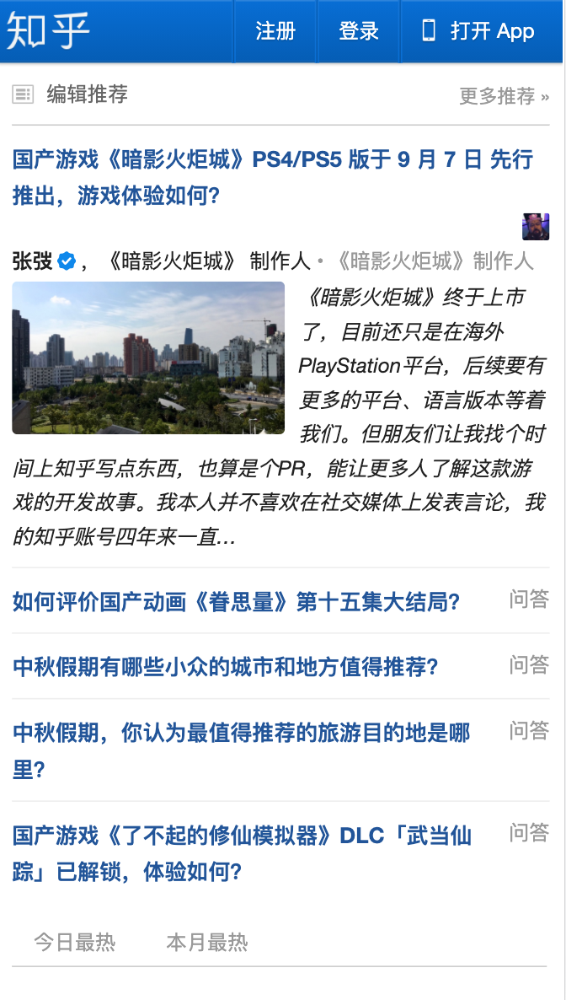 知乎
注册
登录
打开 App
编辑推荐
更多推荐 »
国产游戏《暗影火炬城》PS4/PS5 版于 9 月 7 日 先行
推出，游戏体验如何？
张弢 ，《暗影火炬城》 制作人 • 《暗影火炬城》制作人
《暗影火炬城》终于上市
了，目前还只是在海外
PlayStation平台，后续要有
更多的平台、语言版本等着
我们。但朋友们让我找个时
间上知乎写点东西，也算是个PR，能让更多人了解这款游
戏的开发故事。我本人并不喜欢在社交媒体上发表言论，我
的知乎账号四年来一直…
如何评价国产动画《眷思量》第十五集大结局？
问答
中秋假期有哪些小众的城市和地方值得推荐？
问答
中秋假期，你认为最值得推荐的旅游目的地是哪
里？
问答
国产游戏《了不起的修仙模拟器》DLC「武当仙
踪」已解锁，体验如何？
问答
今日最热
本月最热